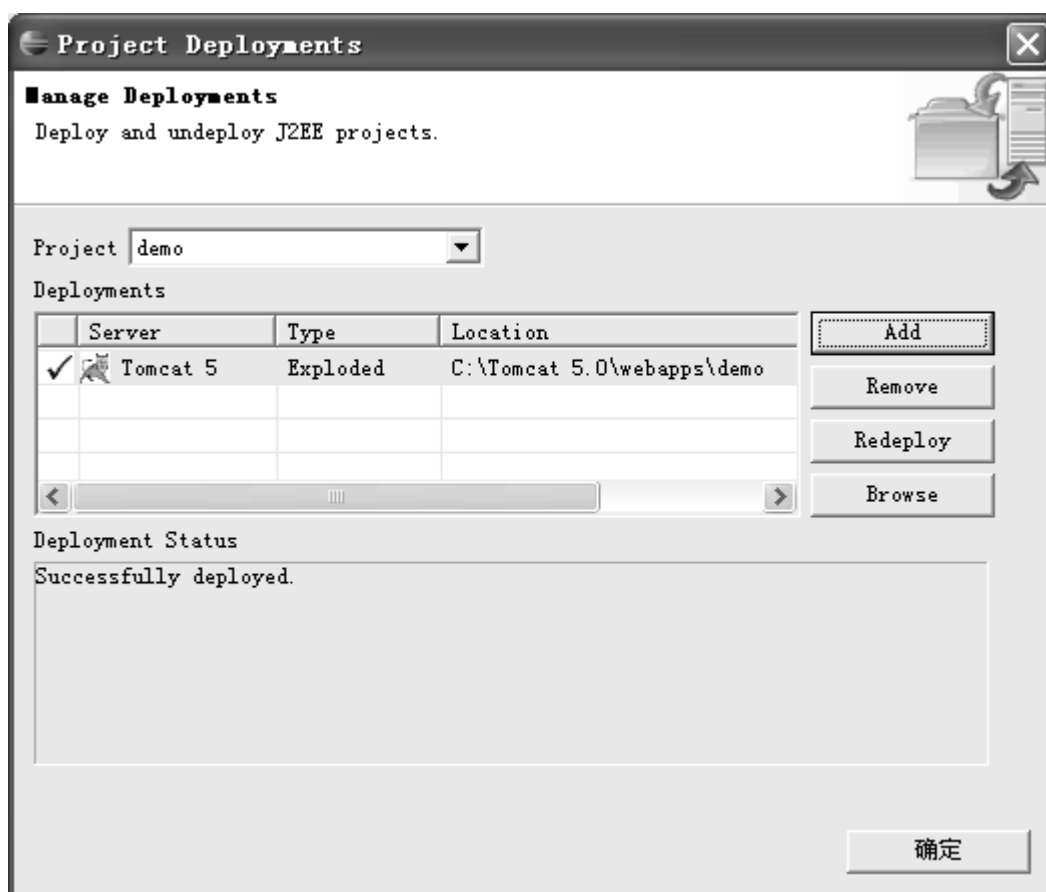 Project Deployments
Manage Deployments
Deploy and undeploy J2EE projects.
Project demo
Deployments
Server Type Location
Add
Tomcat 5 Exploded C:\Tomcat 5.0\webapps\demo
Remove
Redeploy
Browse
Deployment Status
Successfully deployed.
确定